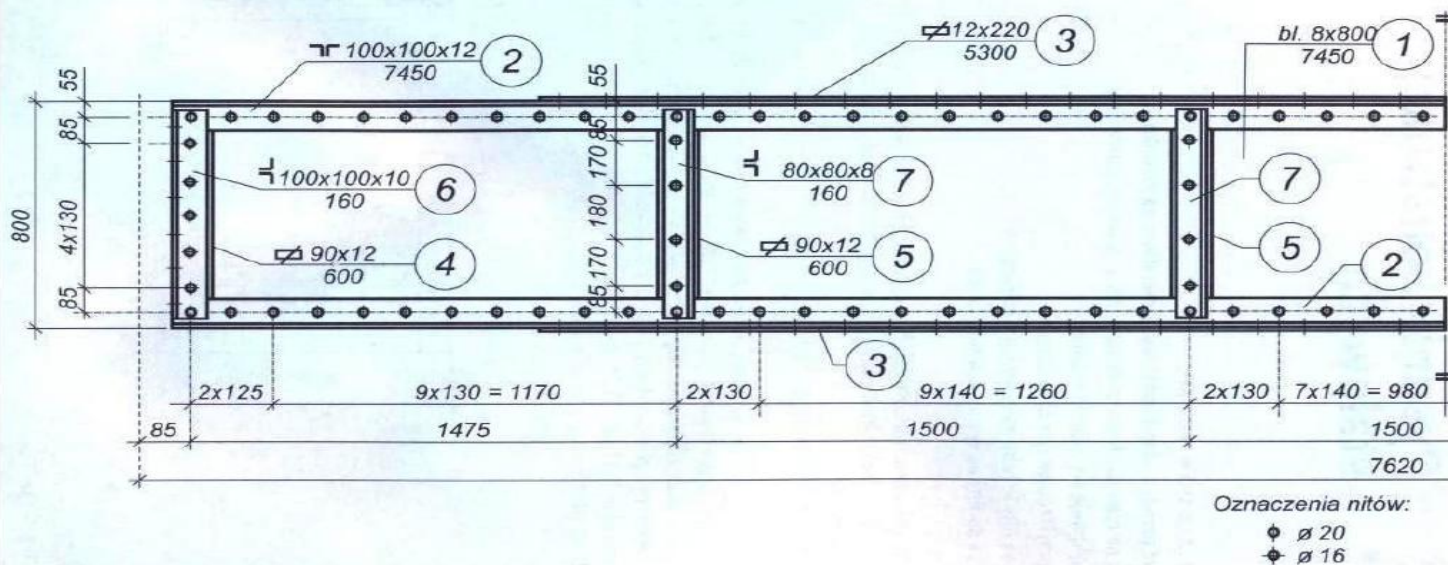 100x100x12
7450
2
12x220
5300
3
bl. 8x800
7450
1
55
85
4x130
85
800
100x100x10
160
6
90x12
600
4
55
85
170
180
170
85
80x80x8
160
7
90x12
600
5
7
5
2
3
2x125
9x130 = 1170
2x130
9x140 = 1260
2x130
7x140 = 980
85
1475
1500
1500
7620
Oznaczenia nitów:
ø 20
ø 16